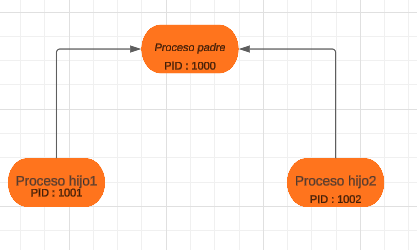 Proceso padre
PID : 1000
Proceso hijo1
PID : 1001
Proceso hijo2
PID : 1002